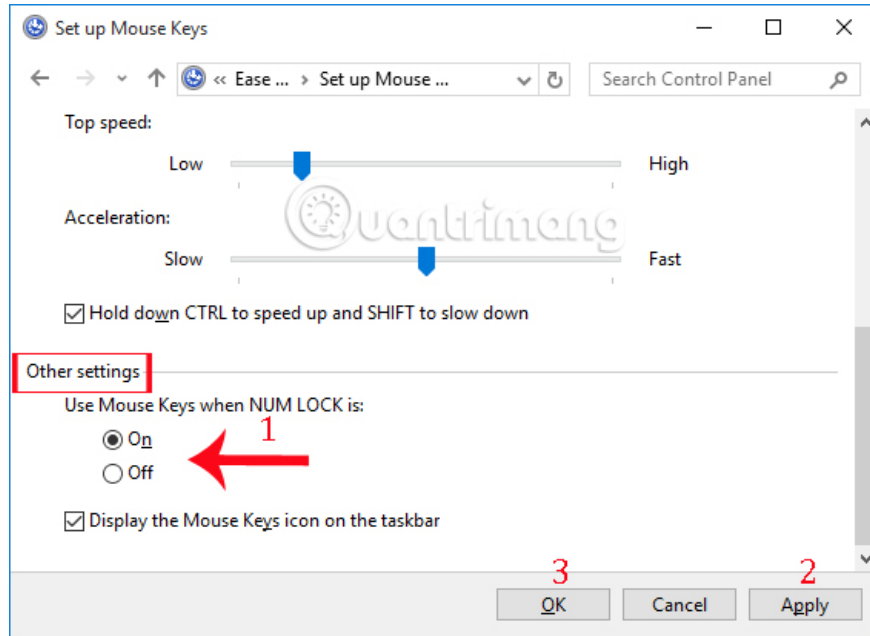 Set up Mouse Keys
« Ease ... › Set up Mouse ...
Search Control Panel
Top speed:
Low High
Quantrimang
Acceleration:
Slow Fast
Hold down CTRL to speed up and SHIFT to slow down
Other settings
Use Mouse Keys when NUM LOCK is:
1
On
Off
Display the Mouse Keys icon on the taskbar
3 2
OK Cancel Apply